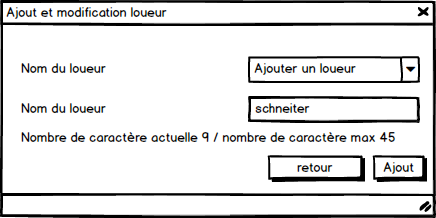 Ajout et modification loueur
Nom du loueur
Ajouter un loueur
Nom du loueur
schneiter
Nombre de caractère actuelle 9 / nombre de caractère max 45
retour
Ajout